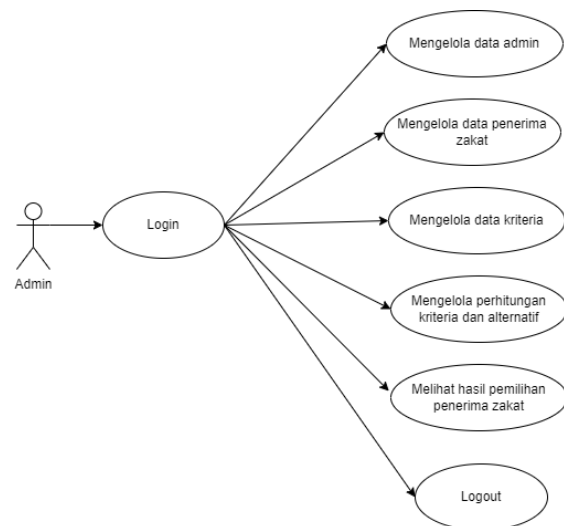 Mengelola data admin
Mengelola data penerima
zakat
Login
Mengelola data kriteria
Admin
Mengelola perhitungan
kriteria dan alternatif
Melihat hasil pemilihan
penerima zakat
Logout